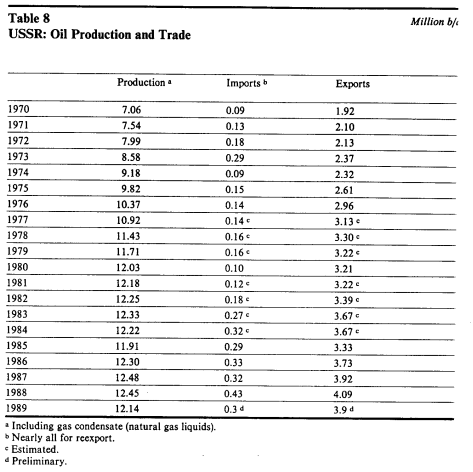 Table 8
Million b/d
USSR: Oil Production and Trade
Production a Imports b Exports
1970 7.06 0.09 1.92
1971 7.54 0.13 2.10
1972 7.99 0.18 2.13
1973 8.58 0.29 2.37
1974 9.18 0.09 2.32
1975 9.82 0.15 2.61
1976 10.37 0.14 2.96
1977 10.92 0.14 c 3.13 c
1978 11.43 0.16 c 3.30 c
1979 11.71 0.16 c 3.22 c
1980 12.03 0.10 3.21
1981 12.18 0.12 c 3.22 c
1982 12.25 0.18 c 3.39 c
1983 12.33 0.27 c 3.67 c
1984 12.22 0.32 c 3.67 c
1985 11.91 0.29 3.33
1986 12.30 0.33 3.73
1987 12.48 0.32 3.92
1988 12.45 0.43 4.09
1989 12.14 0.3 d 3.9 d
a Including gas condensate (natural gas liquids).
b Nearly all for reexport.
c Estimated.
d Preliminary.